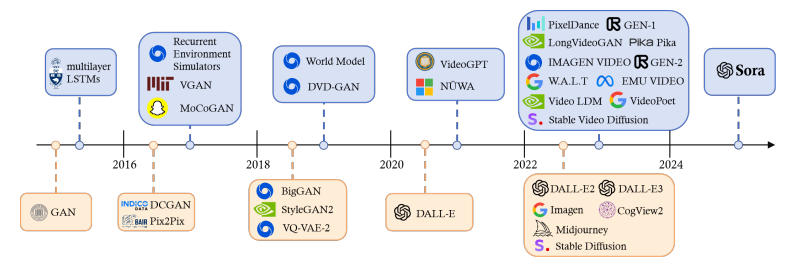 multilayer
LSTMs
Recurrent
Environment
Simulators
MIT VGAN
MoCoGAN
World Model
DVD-GAN
VideoGPT
NÜWA
PixelDance GEN-1
LongVideoGAN Pika Pika
IMAGEN VIDEO GEN-2
W.A.L.T EMU VIDEO
Video LDM VideoPoet
S. Stable Video Diffusion
Sora
2016
2018
2020
2022
2024
GAN
INDICO DATA DCGAN
BAIR Pix2Pix
BigGAN
StyleGAN2
VQ-VAE-2
DALL-E
DALL-E2 DALL-E3
Imagen CogView2
Midjourney
S. Stable Diffusion